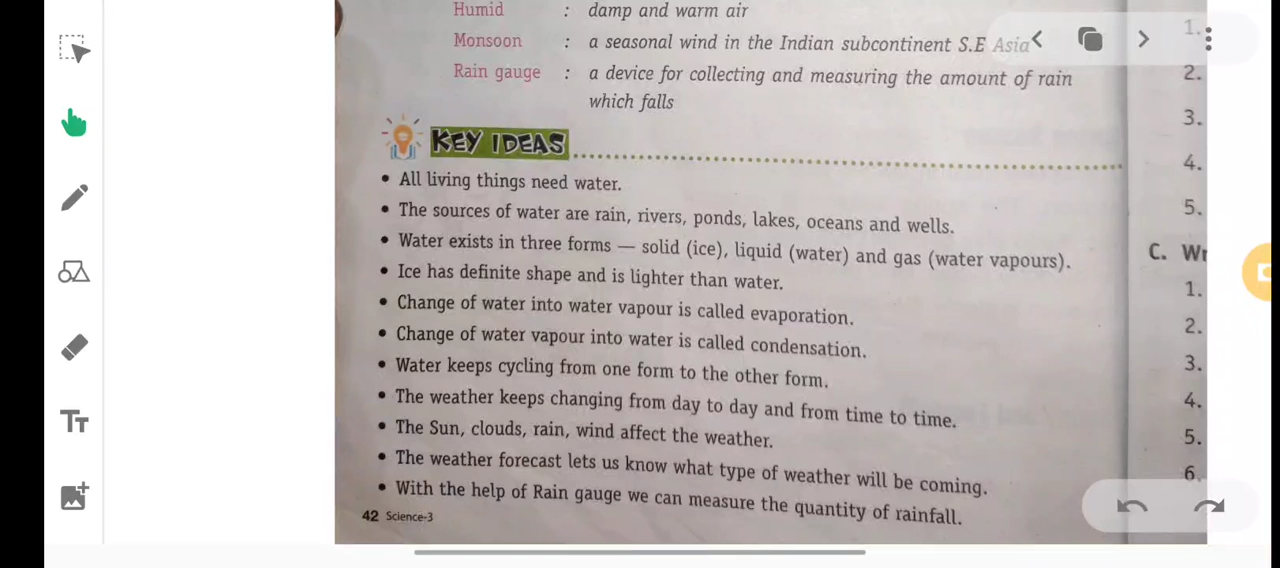 Humid : damp and warm air
Monsoon : a seasonal wind in the Indian subcontinent S.E Asia
Rain gauge : a device for collecting and measuring the amount of rain
which falls
KEY IDEAS
• All living things need water.
• The sources of water are rain, rivers, ponds, lakes, oceans and wells.
• Water exists in three forms — solid (ice), liquid (water) and gas (water vapours).
• Ice has definite shape and is lighter than water.
• Change of water into water vapour is called evaporation.
• Change of water vapour into water is called condensation.
• Water keeps cycling from one form to the other form.
• The weather keeps changing from day to day and from time to time.
• The Sun, clouds, rain, wind affect the weather.
• The weather forecast lets us know what type of weather will be coming.
• With the help of Rain gauge we can measure the quantity of rainfall.
42 Science-3
1.
2.
3.
4.
5.
C. Wr
1.
2.
3.
4.
5.
6.
TT